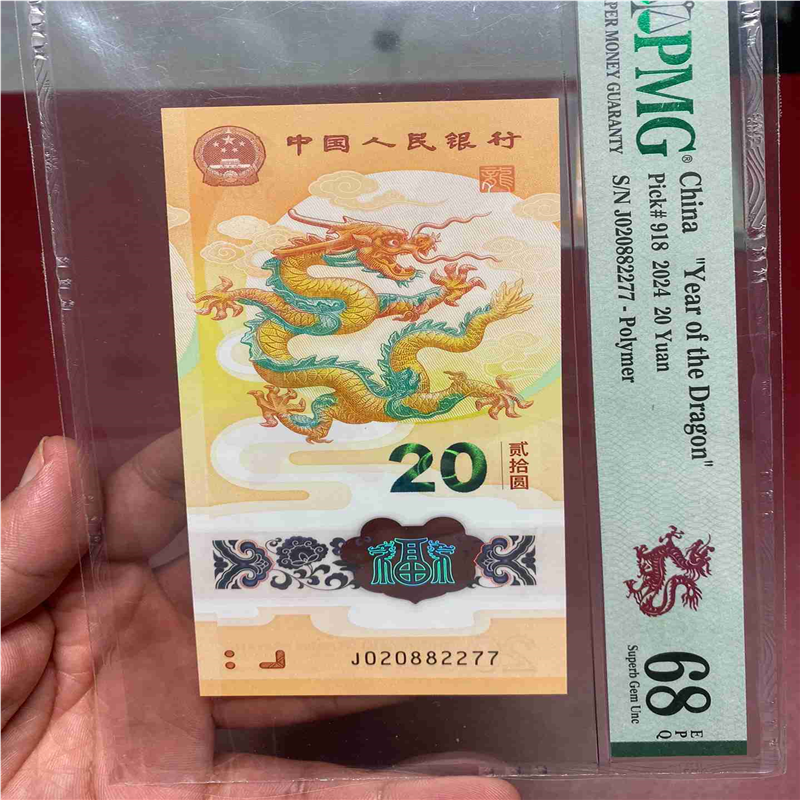 中国人民银行
龍
20
贰拾圆
福
J020882277
PMG
PER MONEY GUARANTY
China "Year of the Dragon"
Pick# 918 2024 20 Yuan
S/N J020882277 - Polymer
68 EPQ
Superb Gem Unc